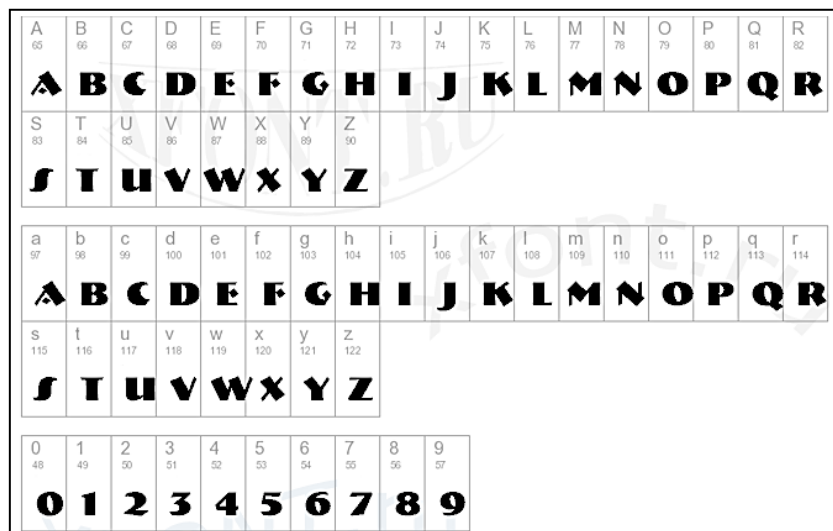 A B C D E F G H I J K L M N O P Q R
65 66 67 68 69 70 71 72 73 74 75 76 77 78 79 80 81 82
A B C D E F G H I J K L M N O P Q R
S T U V W X Y Z
83 84 85 86 87 88 89 90
S T U V W X Y Z
a b c d e f g h i j k l m n o p q r
97 98 99 100 101 102 103 104 105 106 107 108 109 110 111 112 113 114
A B C D E F G H I J K L M N O P Q R
s t u v w x y z
115 116 117 118 119 120 121 122
S T U V W X Y Z
0 1 2 3 4 5 6 7 8 9
48 49 50 51 52 53 54 55 56 57
0 1 2 3 4 5 6 7 8 9
XFONT.RU
xfont.ru